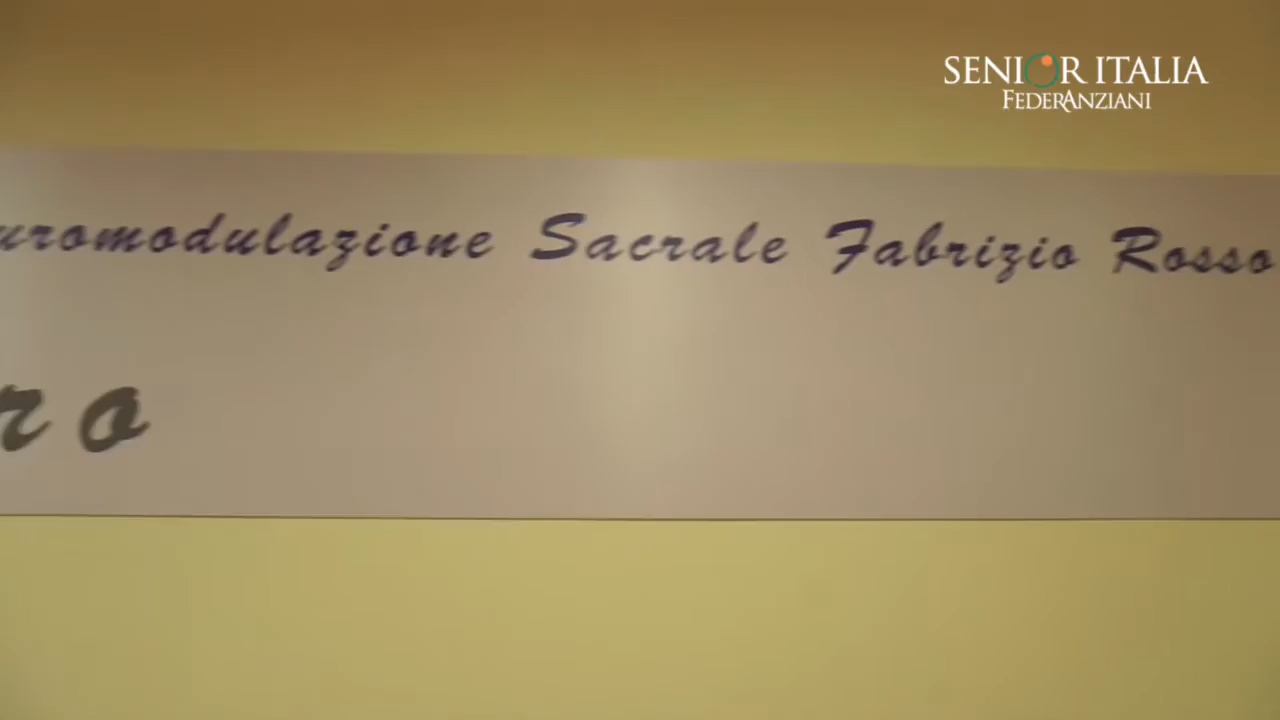 SENIOR ITALIA
FEDERANZIANI
uromodulazione Sacrale Fabrizio Rosso
ro